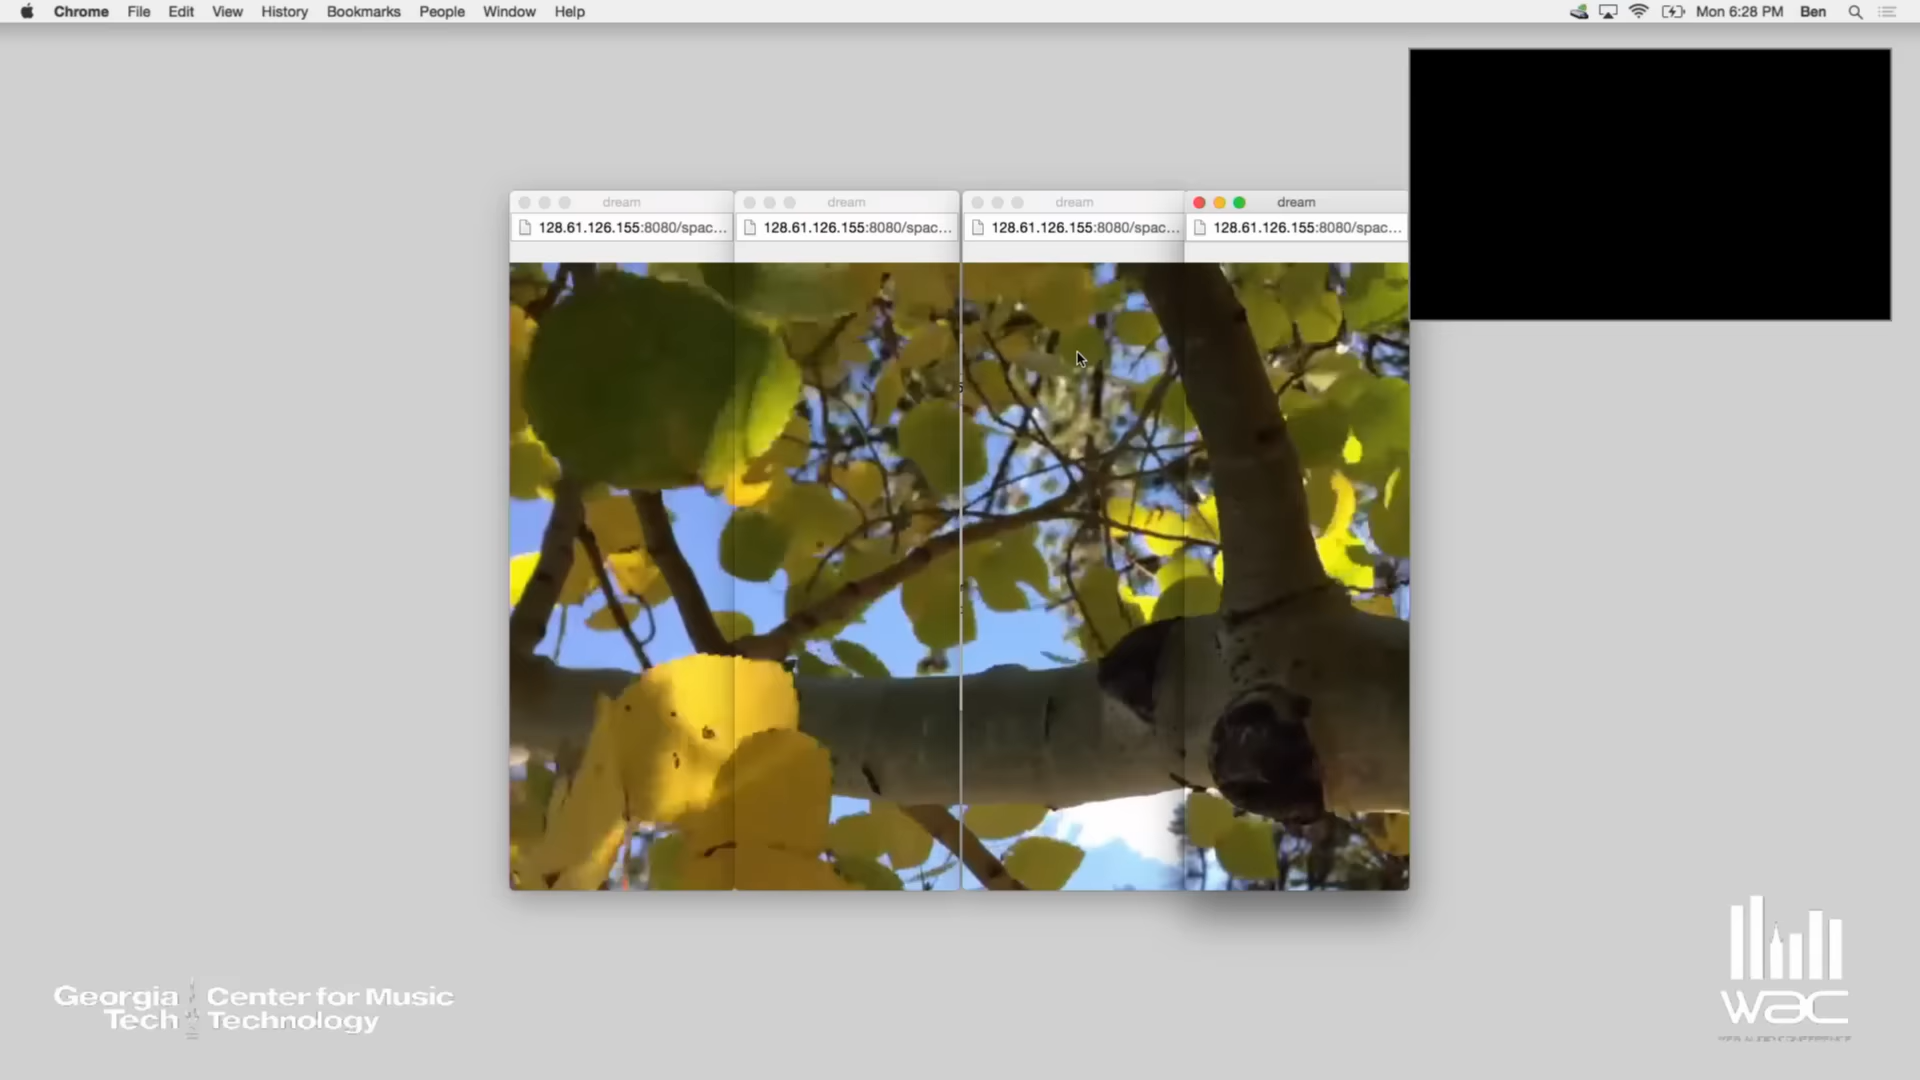 Chrome File Edit View History Bookmarks People Window Help Mon 6:28 PM Ben
dream dream dream dream
128.61.126.155:8080/spac... 128.61.126.155:8080/spac... 128.61.126.155:8080/spac... 128.61.126.155:8080/spac...
Georgia Tech
Center for Music
Technology
wac